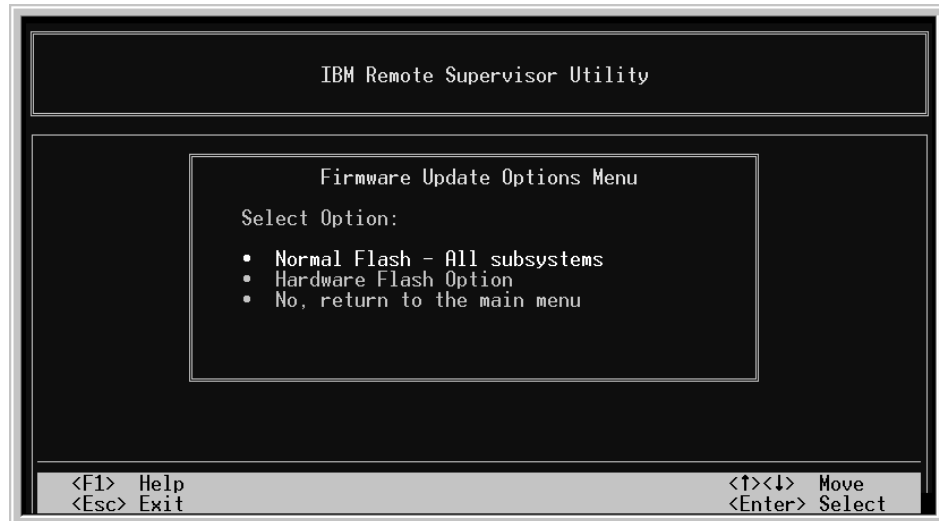 IBM Remote Supervisor Utility
Firmware Update Options Menu
Select Option:
• Normal Flash – All subsystems
• Hardware Flash Option
• No, return to the main menu
<F1> Help
<Esc> Exit
<↑><↓> Move
<Enter> Select